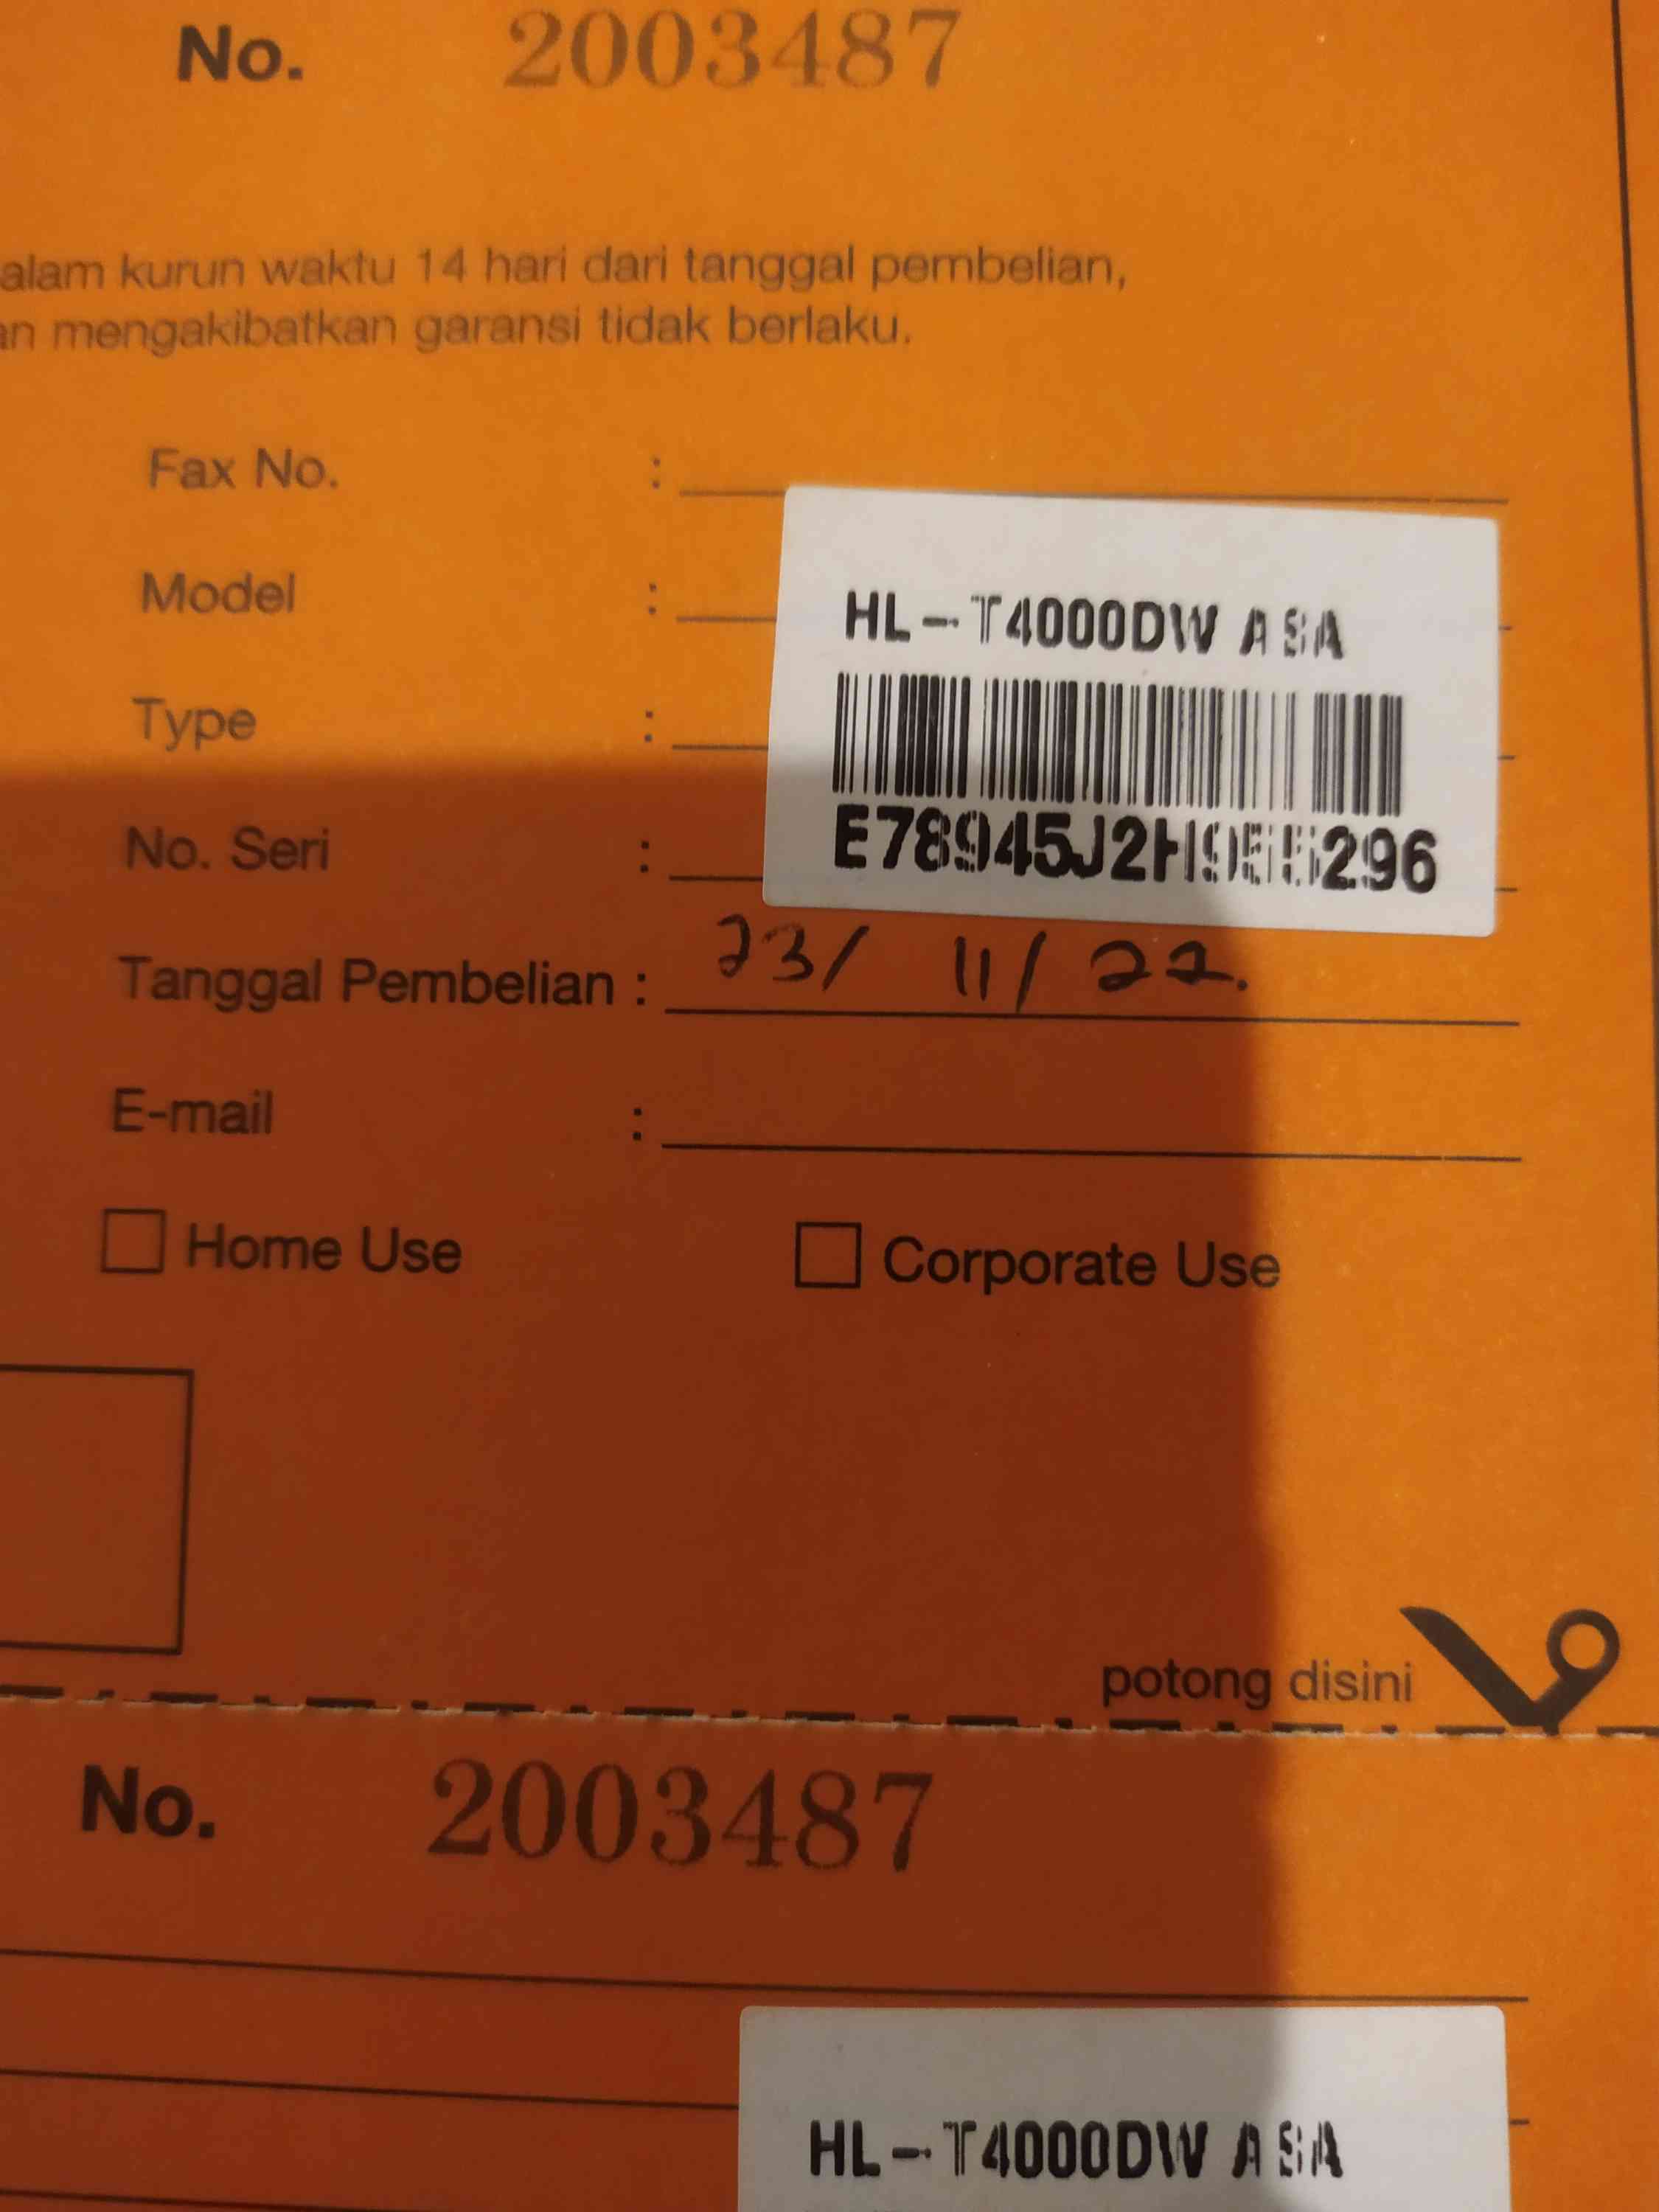 No. 2003487
alam kurun waktu 14 hari dari tanggal pembelian,
an mengakibatkan garansi tidak berlaku.
Fax No. :
Model : HL-T4000DW ASA
Type :
No. Seri :
Tanggal Pembelian : 23/ 11/ 22.
E-mail :
Home Use Corporate Use
potong disini
No. 2003487
HL-T4000DW ASA